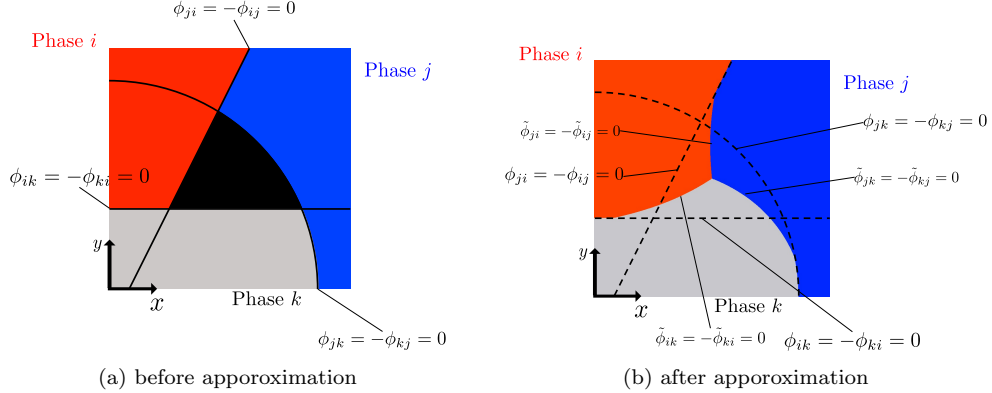 ϕ_{ji} = −ϕ_{ij} = 0
Phase i
Phase j
ϕ_{ik} = −ϕ_{ki} = 0
y
x
Phase k
ϕ_{jk} = −ϕ_{kj} = 0
(a) before apporoximation
Phase i
Phase j
ϕ̃_{ji} = −ϕ̃_{ij} = 0
ϕ_{jk} = −ϕ_{kj} = 0
ϕ_{ji} = −ϕ_{ij} = 0
ϕ̃_{jk} = −ϕ̃_{kj} = 0
y
x
Phase k
ϕ̃_{ik} = −ϕ̃_{ki} = 0
ϕ_{ik} = −ϕ_{ki} = 0
(b) after apporoximation